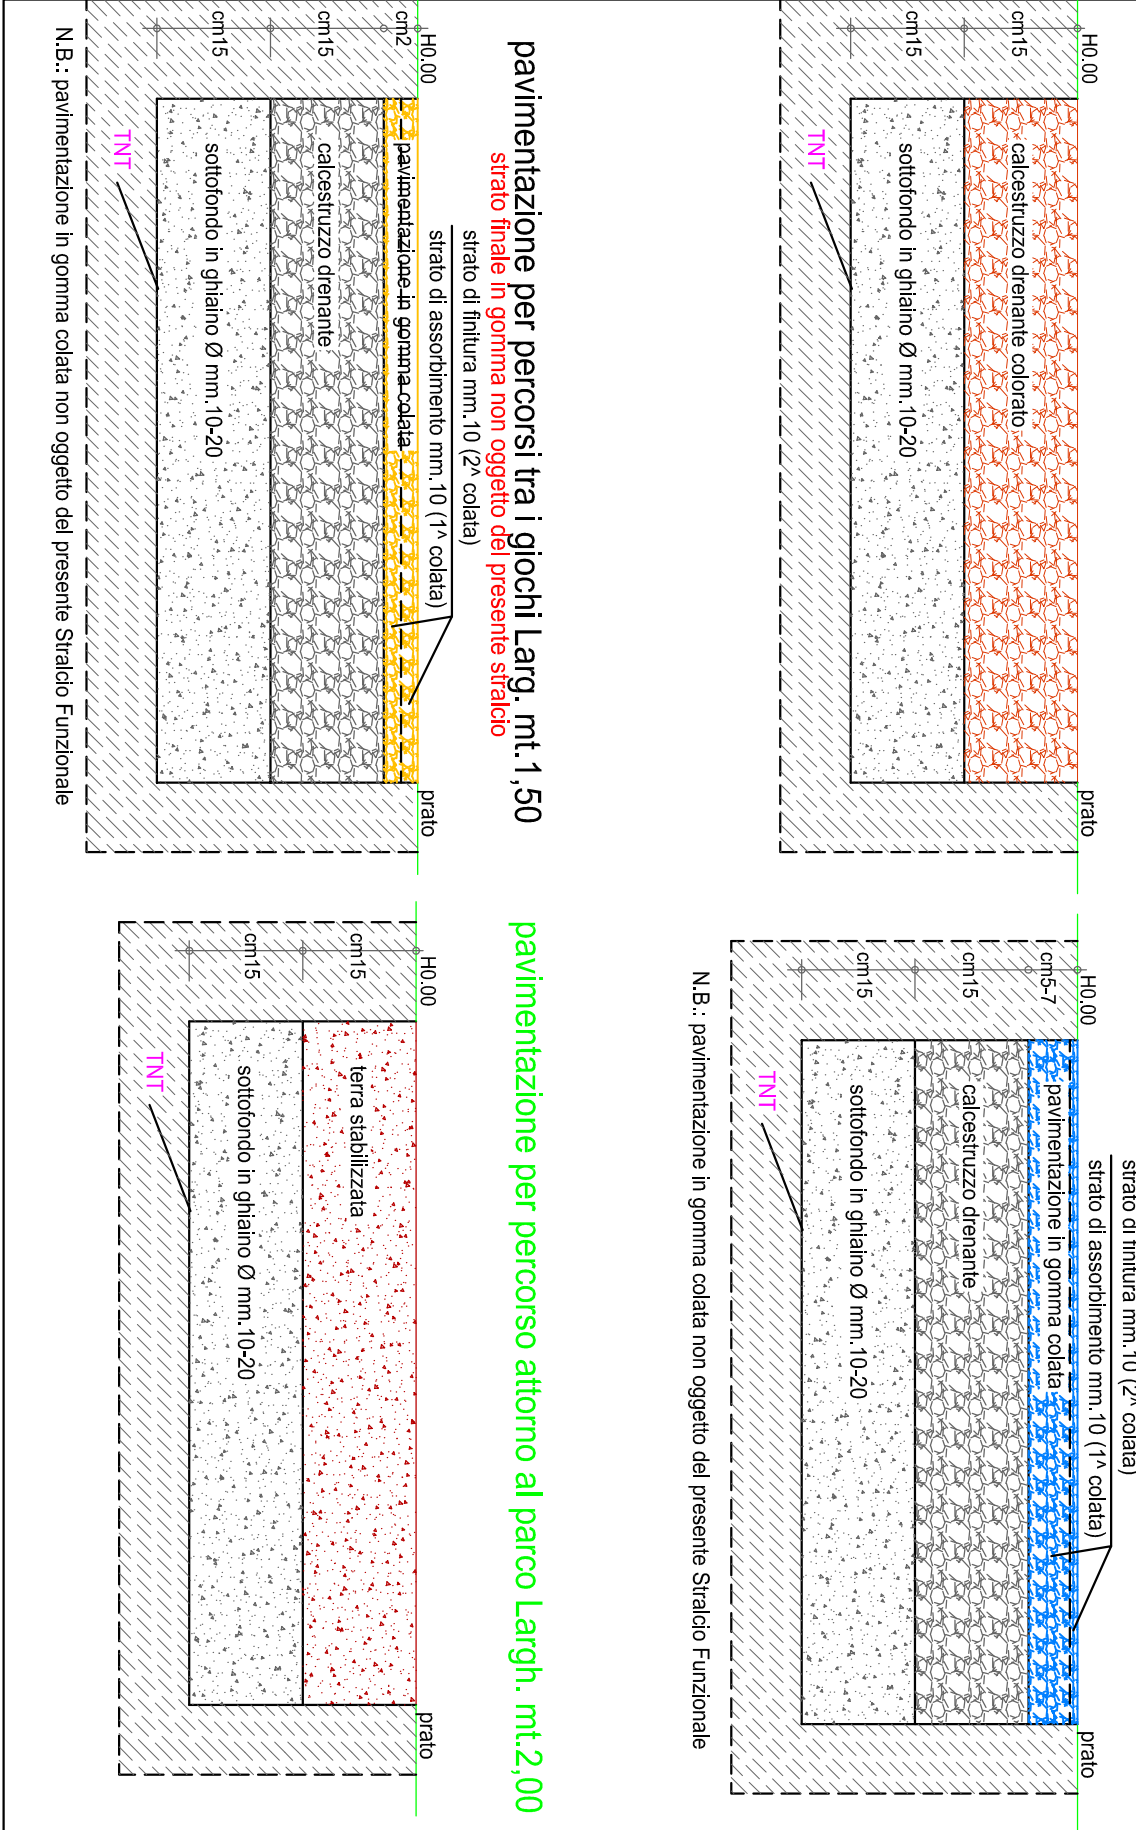 H0.00
cm15
cm15
calcestruzzo drenante colorato
sottofondo in ghiaino Ø mm.10-20
TNT
prato
strato di finitura mm.10 (2^ colata)
strato di assorbimento mm.10 (1^ colata)
H0.00
cm5-7
cm15
cm15
pavimentazione in gomma colata
calcestruzzo drenante
sottofondo in ghiaino Ø mm.10-20
TNT
prato
N.B.: pavimentazione in gomma colata non oggetto del presente Stralcio Funzionale
pavimentazione per percorsi tra i giochi Larg. mt.1,50
strato finale in gomma non oggetto del presente stralcio
strato di finitura mm.10 (2^ colata)
strato di assorbimento mm.10 (1^ colata)
H0.00
cm2
cm15
cm15
pavimentazione in gomma colata
calcestruzzo drenante
sottofondo in ghiaino Ø mm.10-20
TNT
prato
N.B.: pavimentazione in gomma colata non oggetto del presente Stralcio Funzionale
pavimentazione per percorso attorno al parco Largh. mt.2,00
H0.00
cm15
cm15
terra stabilizzata
sottofondo in ghiaino Ø mm.10-20
TNT
prato